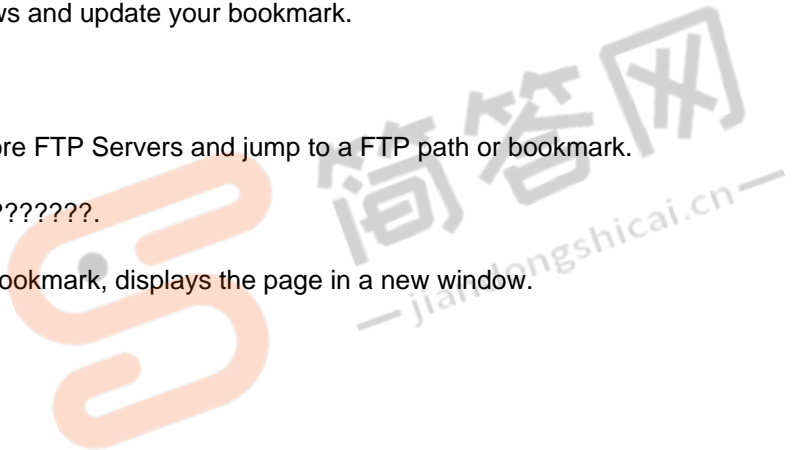 ws and update your bookmark.
ore FTP Servers and jump to a FTP path or bookmark.
???????.
ookmark, displays the page in a new window.
简答网
jiandongshicai.cn